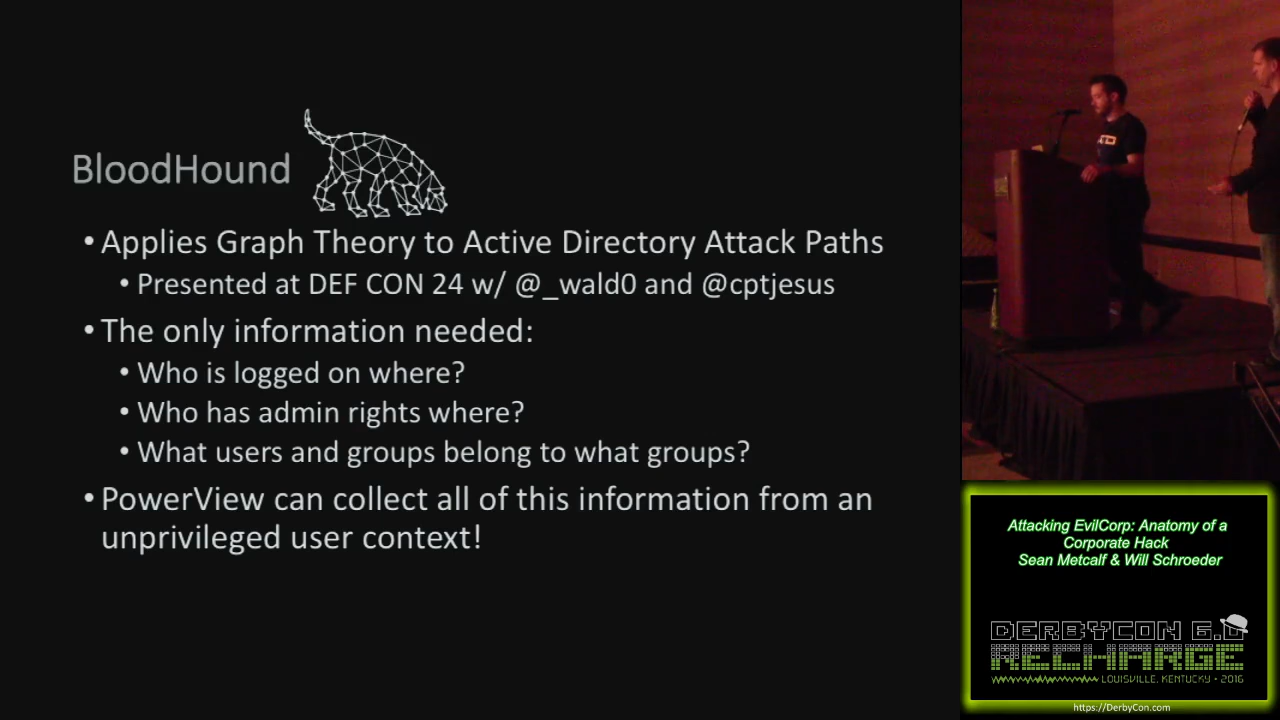 BloodHound
• Applies Graph Theory to Active Directory Attack Paths
• Presented at DEF CON 24 w/ @_wald0 and @cptjesus
• The only information needed:
• Who is logged on where?
• Who has admin rights where?
• What users and groups belong to what groups?
• PowerView can collect all of this information from an
unprivileged user context!
Attacking EvilCorp: Anatomy of a
Corporate Hack
Sean Metcalf & Will Schroeder
DERBYCON 6.0
RECHARGE
LOUISVILLE, KENTUCKY • 2016
https://DerbyCon.com